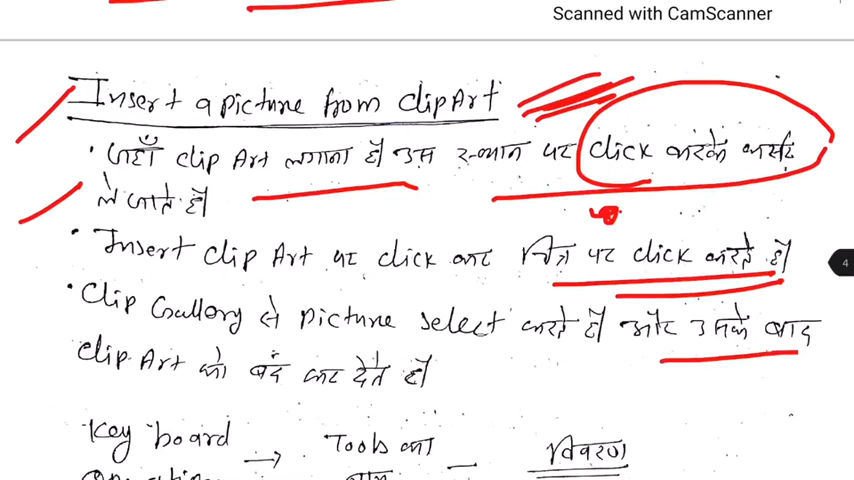 Scanned with CamScanner
Insert a picture from clipArt
• जहाँ clip Art लगाना हो उस स्थान पर click करके कर्सर
ले जाते हैं।
• Insert clip Art पर click कर चित्र पर click करते हैं।
• Clip Gallory से picture select करते हैं और उसके बाद
clip Art को बंद कर देते हैं।
4
Key board → Tools का – विवरण